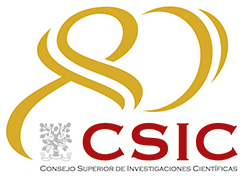 80
CSIC
CONSEJO SUPERIOR DE INVESTIGACIONES CIENTÍFICAS